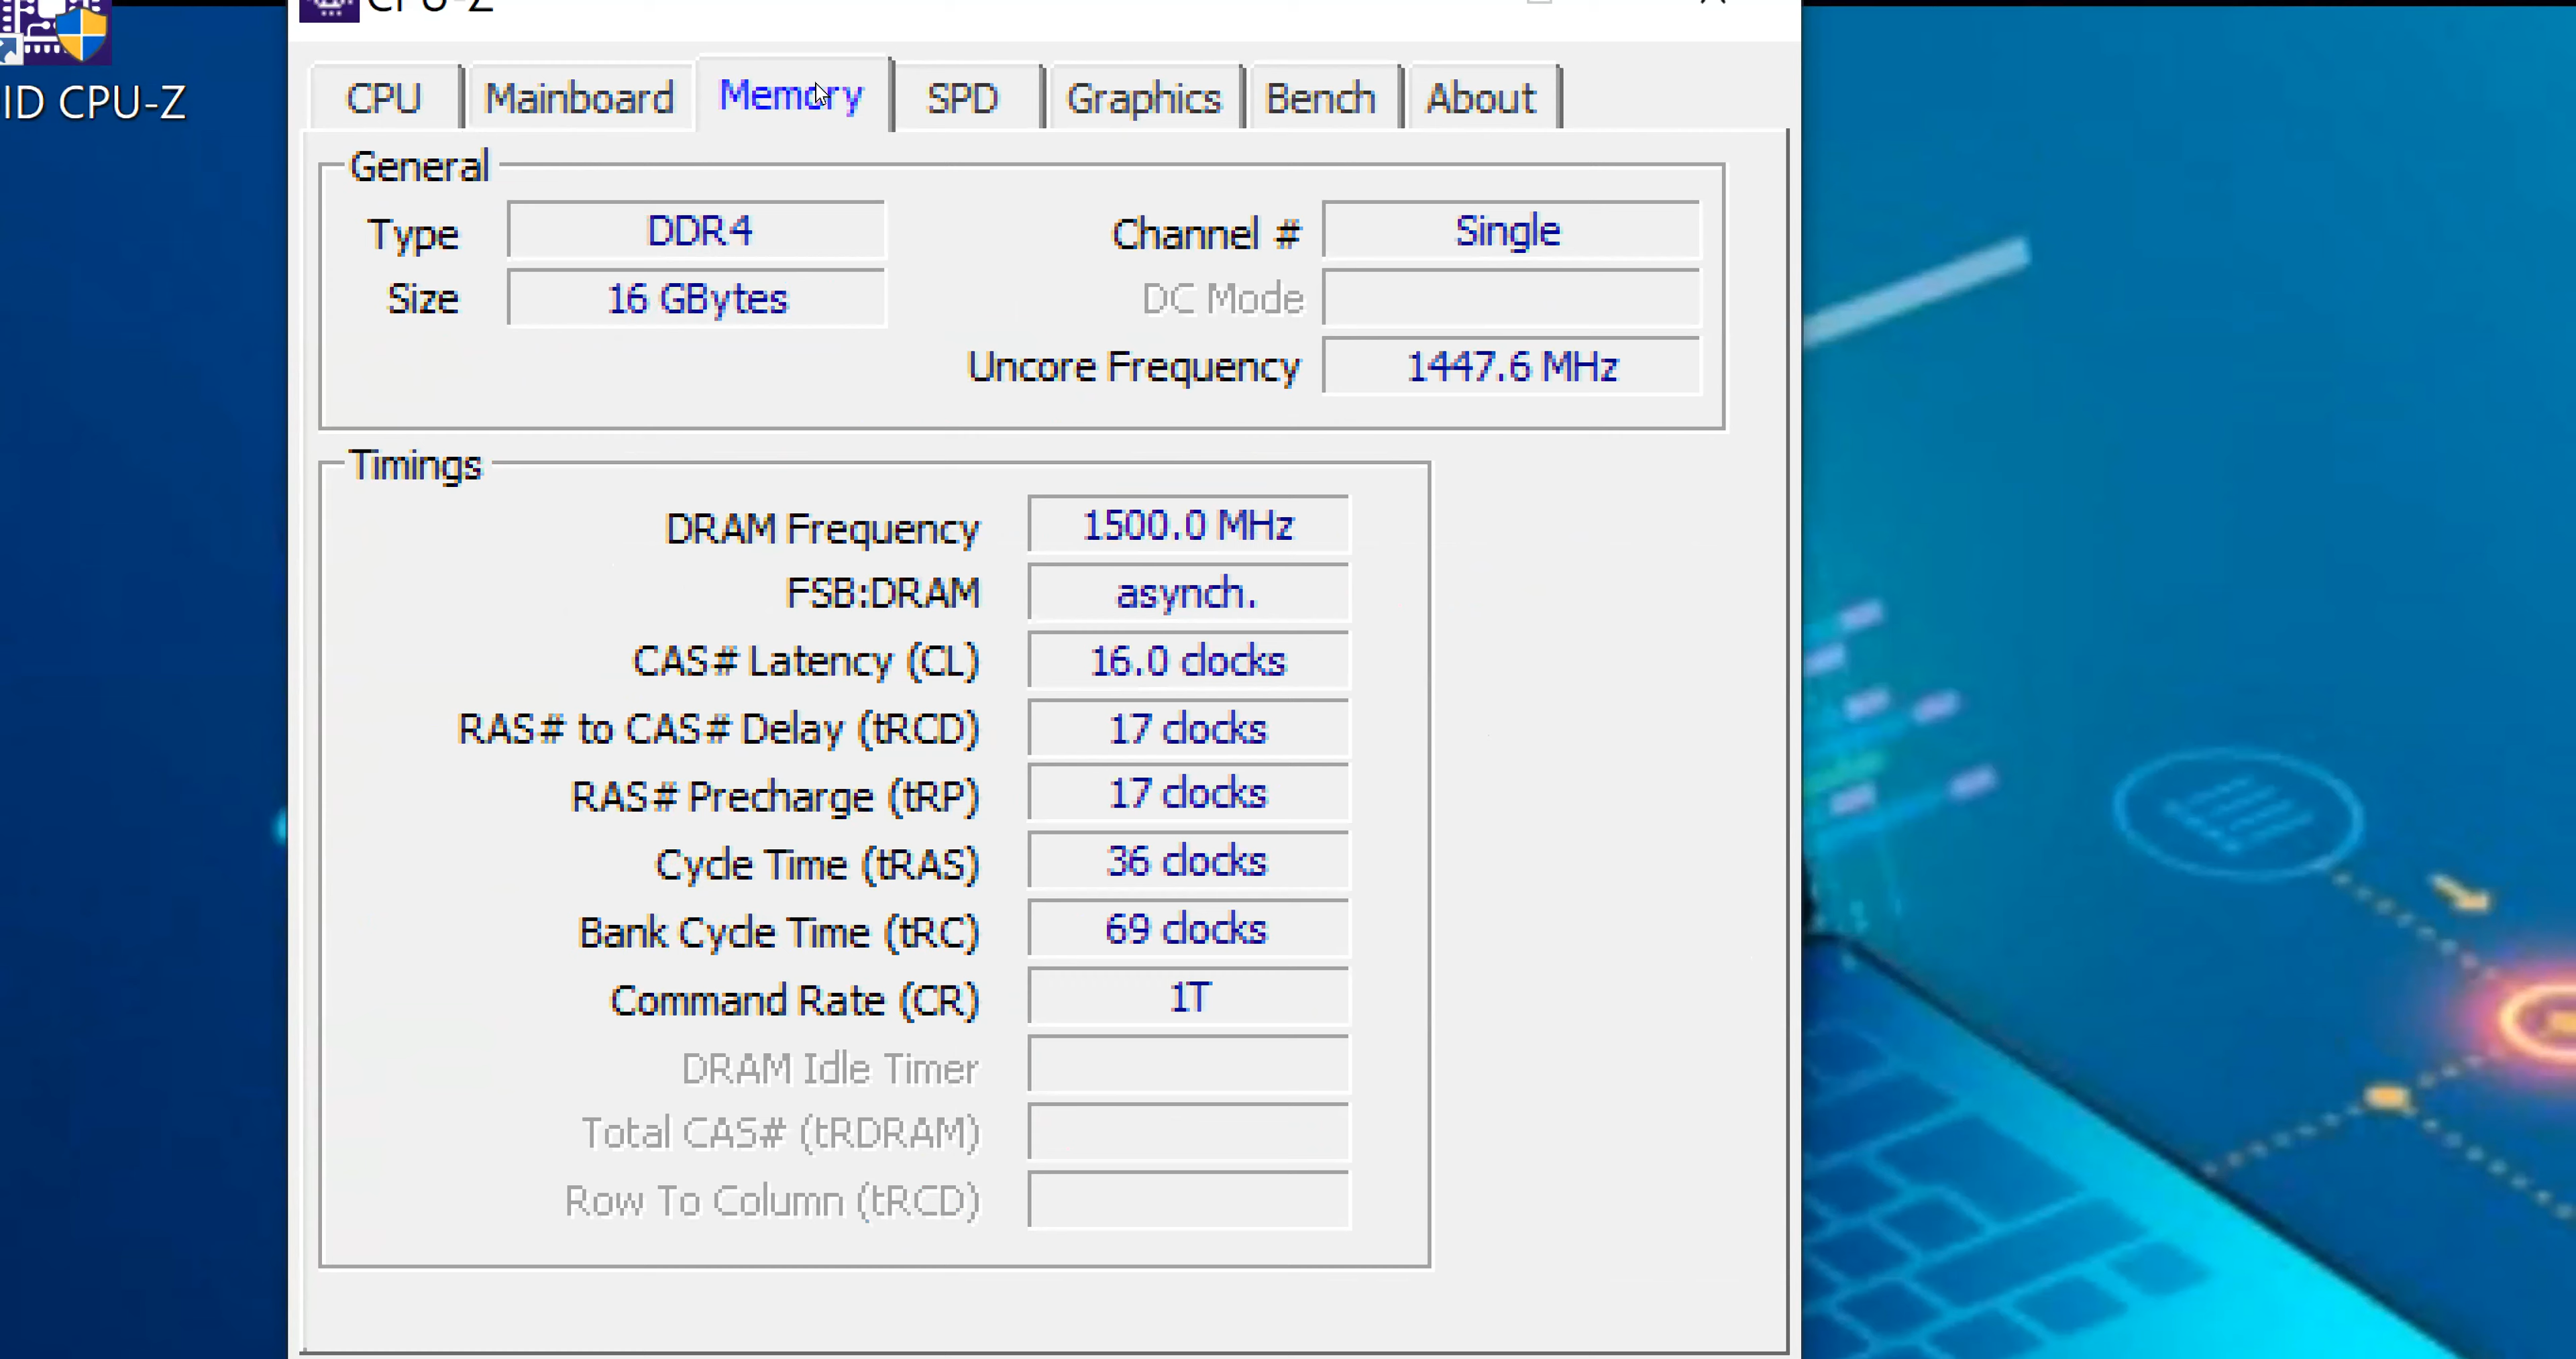 ID CPU-Z
CPU-Z
CPU Mainboard Memory SPD Graphics Bench About
General
Type DDR4 Channel # Single
Size 16 GBytes DC Mode
Uncore Frequency 1447.6 MHz
Timings
DRAM Frequency 1500.0 MHz
FSB:DRAM asynch.
CAS# Latency (CL) 16.0 clocks
RAS# to CAS# Delay (tRCD) 17 clocks
RAS# Precharge (tRP) 17 clocks
Cycle Time (tRAS) 36 clocks
Bank Cycle Time (tRC) 69 clocks
Command Rate (CR) 1T
DRAM Idle Timer
Total CAS# (tRDRAM)
Row To Column (tRCD)